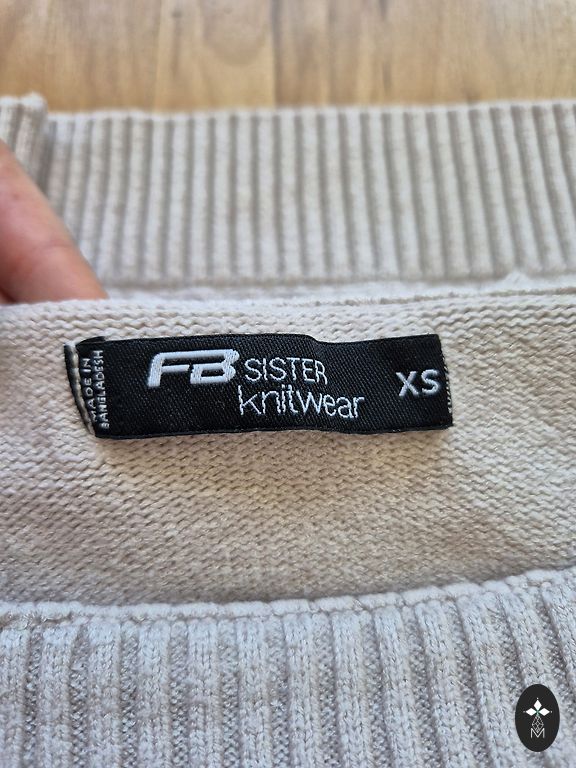 MADE IN
BANGLADESH
FB SISTER
knitwear
XS
M